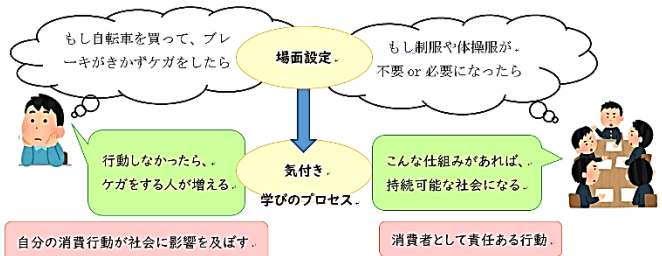 もし自転車を買って、ブレ
ーキがきかずケガをしたら
場面設定
もし制服や体操服が
不要 or 必要になったら
行動しなかったら、
ケガをする人が増える
気付き
学びのプロセス
こんな仕組みがあれば、
持続可能な社会になる
自分の消費行動が社会に影響を及ぼす
消費者として責任ある行動